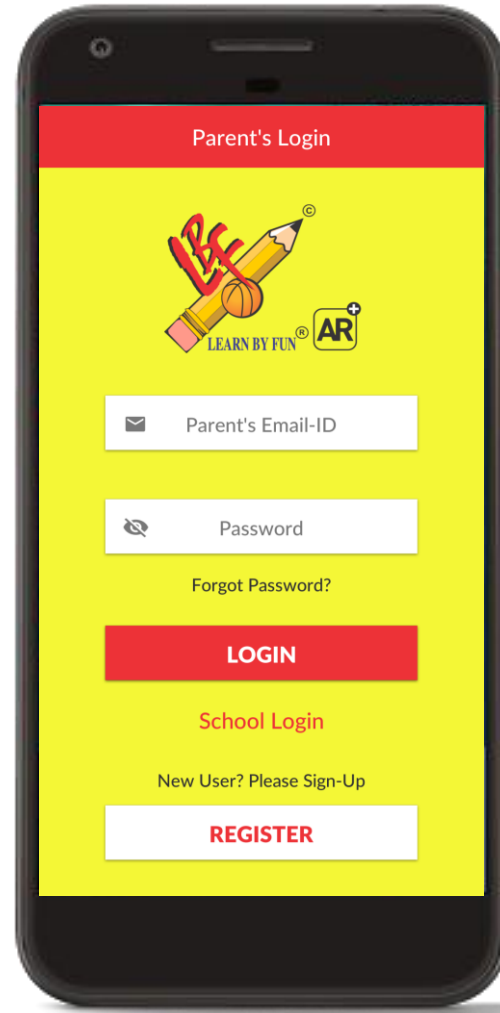 Parent's Login
LBF
©
LEARN BY FUN ® AR+
Parent's Email-ID
Password
Forgot Password?
LOGIN
School Login
New User? Please Sign-Up
REGISTER